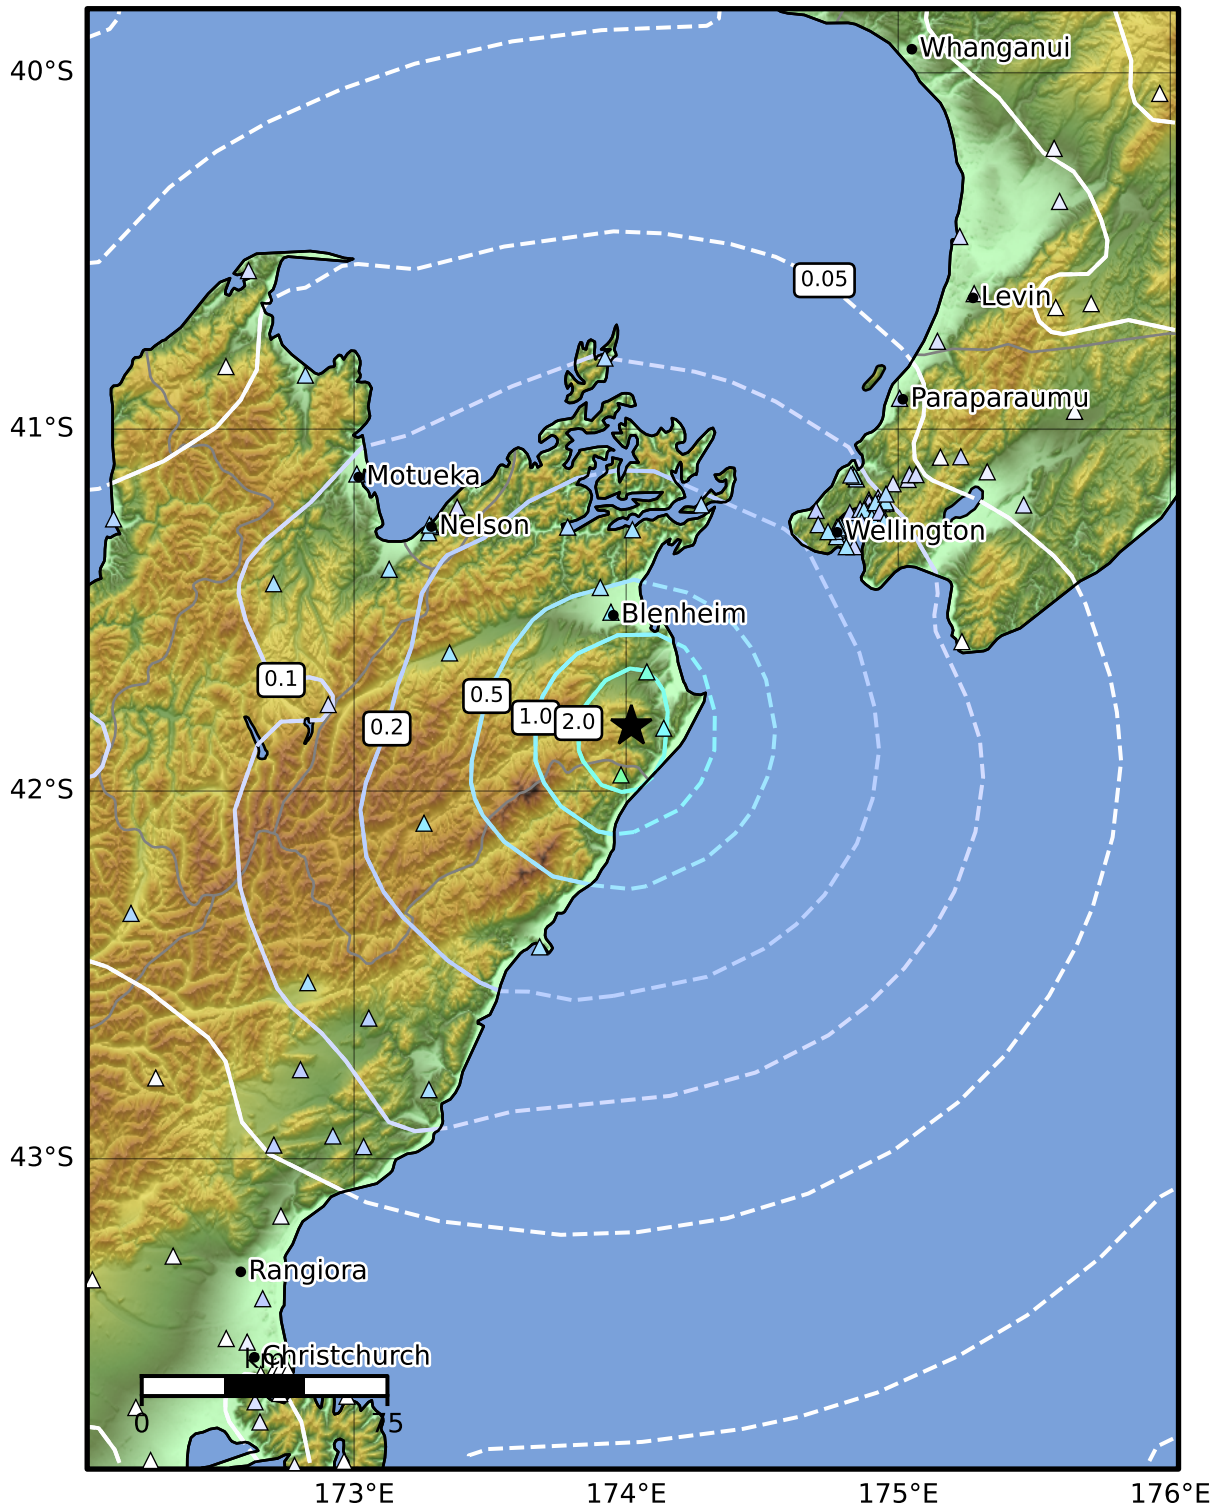 Whanganui
40°S
0.05
Levin
Paraparaumu
41°S
Motueka
Nelson
Wellington
Blenheim
0.1
0.5
1.0
2.0
0.2
42°S
43°S
Rangiora
Christchurch
km
0
75
173°E
174°E
175°E
176°E